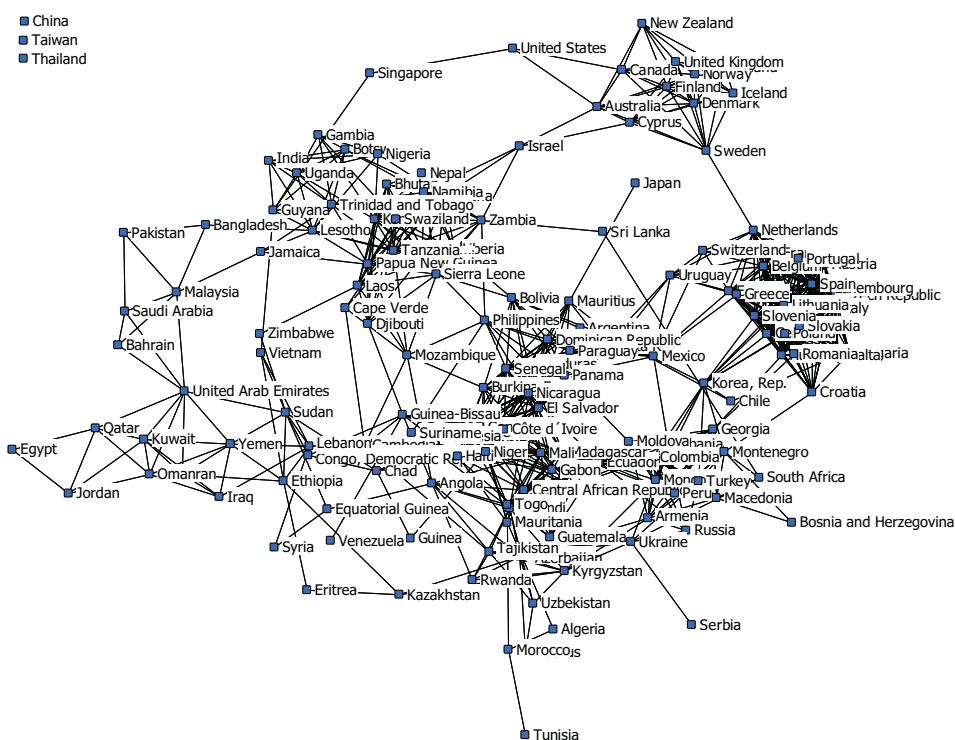 China
Taiwan
Thailand
New Zealand
United States
United Kingdom
Canada
Norway
Singapore
Finland
Iceland
Australia
Denmark
Cyprus
Gambia
Israel
Sweden
Nigeria
India
Uganda
Nepal
Japan
Namibia
Trinidad and Tobago
Guyana
Swaziland
Zambia
Bangladesh
Lesotho
Netherlands
Pakistan
Sri Lanka
Jamaica
Tanzania
Switzerland
Papua New Guinea
Portugal
Laos
Sierra Leone
Uruguay
Malaysia
Spain
Greece
Bolivia
Mauritius
Saudi Arabia
Cape Verde
Lithuania
Djibouti
Philippines
Slovenia
Argentina
Slovakia
Zimbabwe
Dominican Republic
Bahrain
Vietnam
Mozambique
Paraguay
Mexico
Romania
Senegal
Panama
United Arab Emirates
Korea, Rep.
Nicaragua
Croatia
Chile
El Salvador
Sudan
Guinea-Bissau
Qatar
Suriname
Côte d´Ivoire
Georgia
Kuwait
Yemen
Lebanon
Moldova
Egypt
Congo, Democratic Re
Madagascar
Montenegro
Colombia
Ecuador
Chad
Gabon
Ethiopia
Angola
South Africa
Turkey
Jordan
Iraq
Central African Republ
Peru
Macedonia
Equatorial Guinea
Togo
Armenia
Mauritania
Bosnia and Herzegovina
Russia
Syria
Venezuela
Guinea
Guatemala
Ukraine
Tajikistan
Kyrgyzstan
Rwanda
Eritrea
Kazakhstan
Uzbekistan
Algeria
Serbia
Morocco
Tunisia